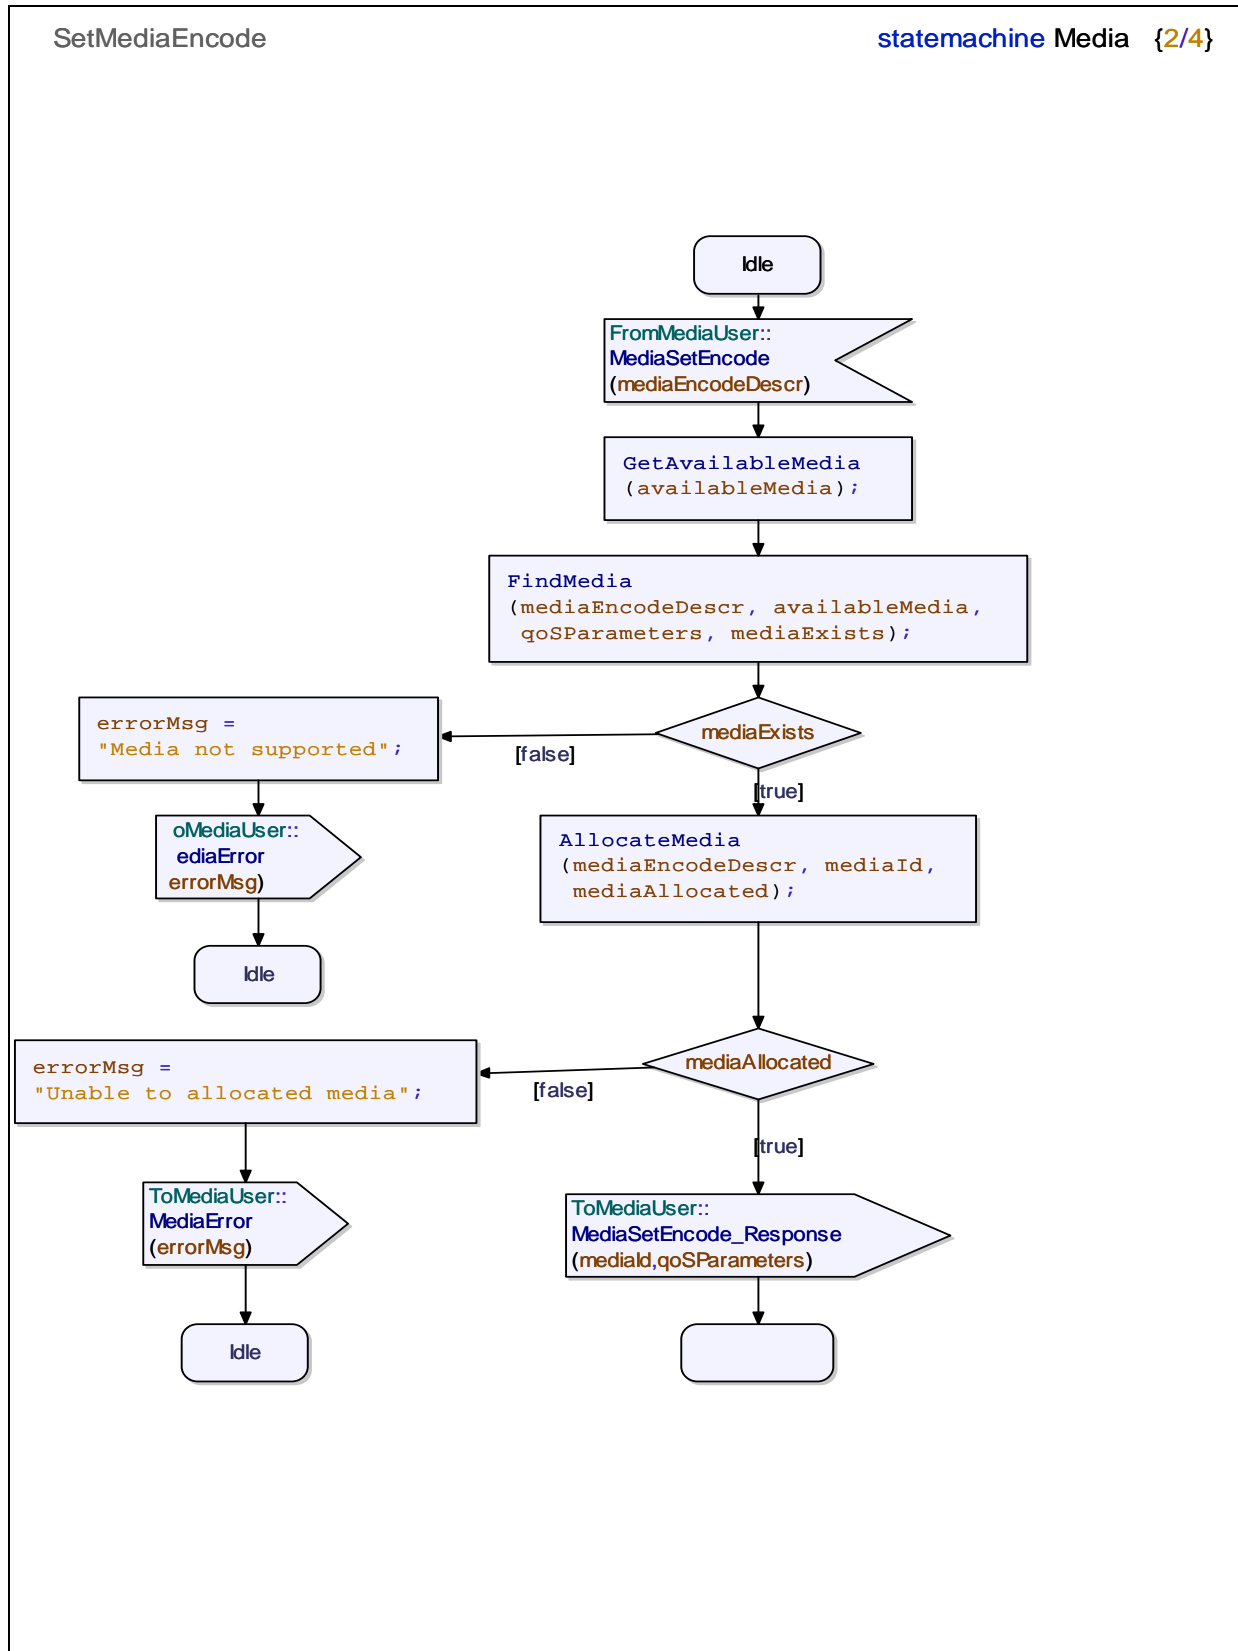 SetMediaEncode
statemachine Media {2/4}
Idle
FromMediaUser::
MediaSetEncode
(mediaEncodeDescr)
GetAvailableMedia
(availableMedia);
FindMedia
(mediaEncodeDescr, availableMedia,
qoSParameters, mediaExists);
mediaExists
[false]
[true]
errorMsg =
"Media not supported";
oMediaUser::
ediaError
errorMsg)
Idle
AllocateMedia
(mediaEncodeDescr, mediaId,
mediaAllocated);
mediaAllocated
[false]
[true]
errorMsg =
"Unable to allocated media";
ToMediaUser::
MediaError
(errorMsg)
Idle
ToMediaUser::
MediaSetEncode_Response
(mediaId,qoSParameters)